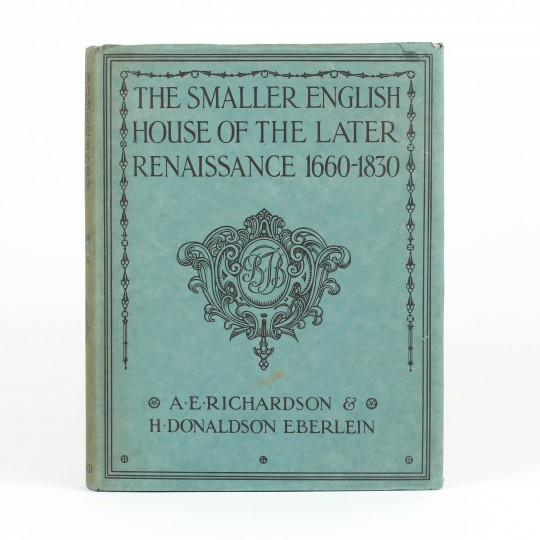 THE SMALLER ENGLISH
HOUSE OF THE LATER
RENAISSANCE 1660-1830
A·E·RICHARDSON &
H·DONALDSON EBERLEIN